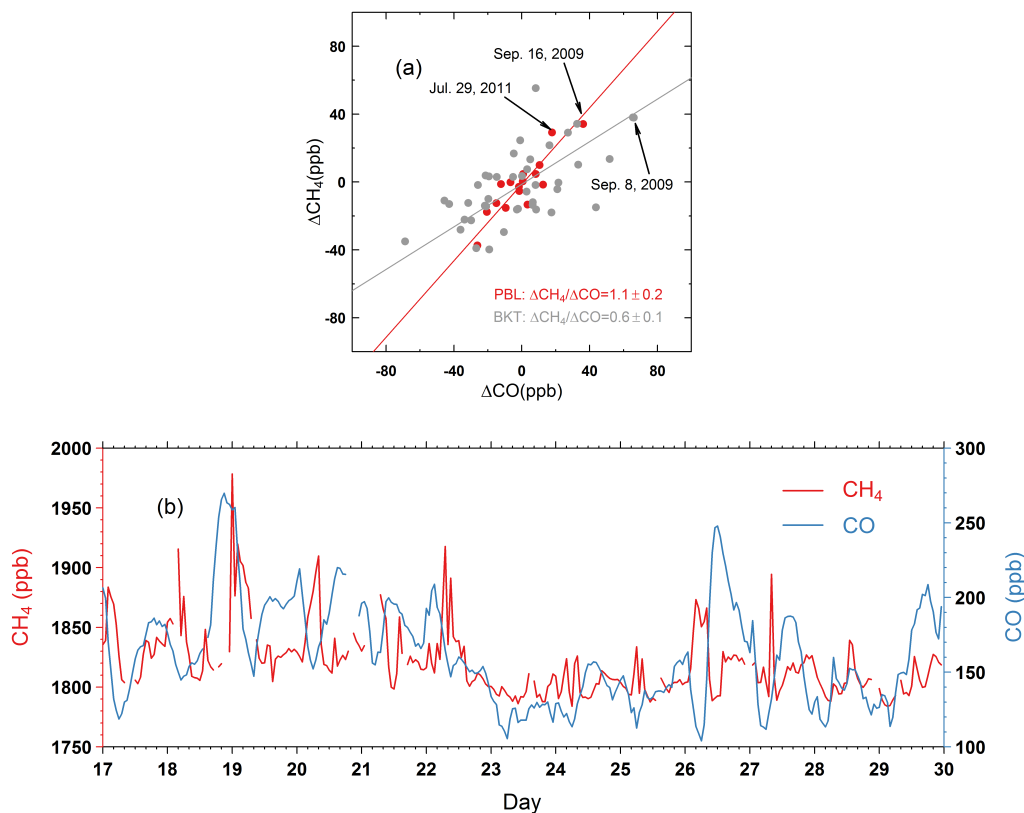 80
40
0
-40
-80
ΔCH₄(ppb)
(a)
Sep. 16, 2009
Jul. 29, 2011
Sep. 8, 2009
PBL: ΔCH₄/ΔCO=1.1±0.2
BKT: ΔCH₄/ΔCO=0.6±0.1
-80 -40 0 40 80
ΔCO(ppb)
2000
1950
1900
1850
1800
1750
CH₄ (ppb)
(b)
CH₄
CO
300
250
200
150
100
CO (ppb)
17 18 19 20 21 22 23 24 25 26 27 28 29 30
Day